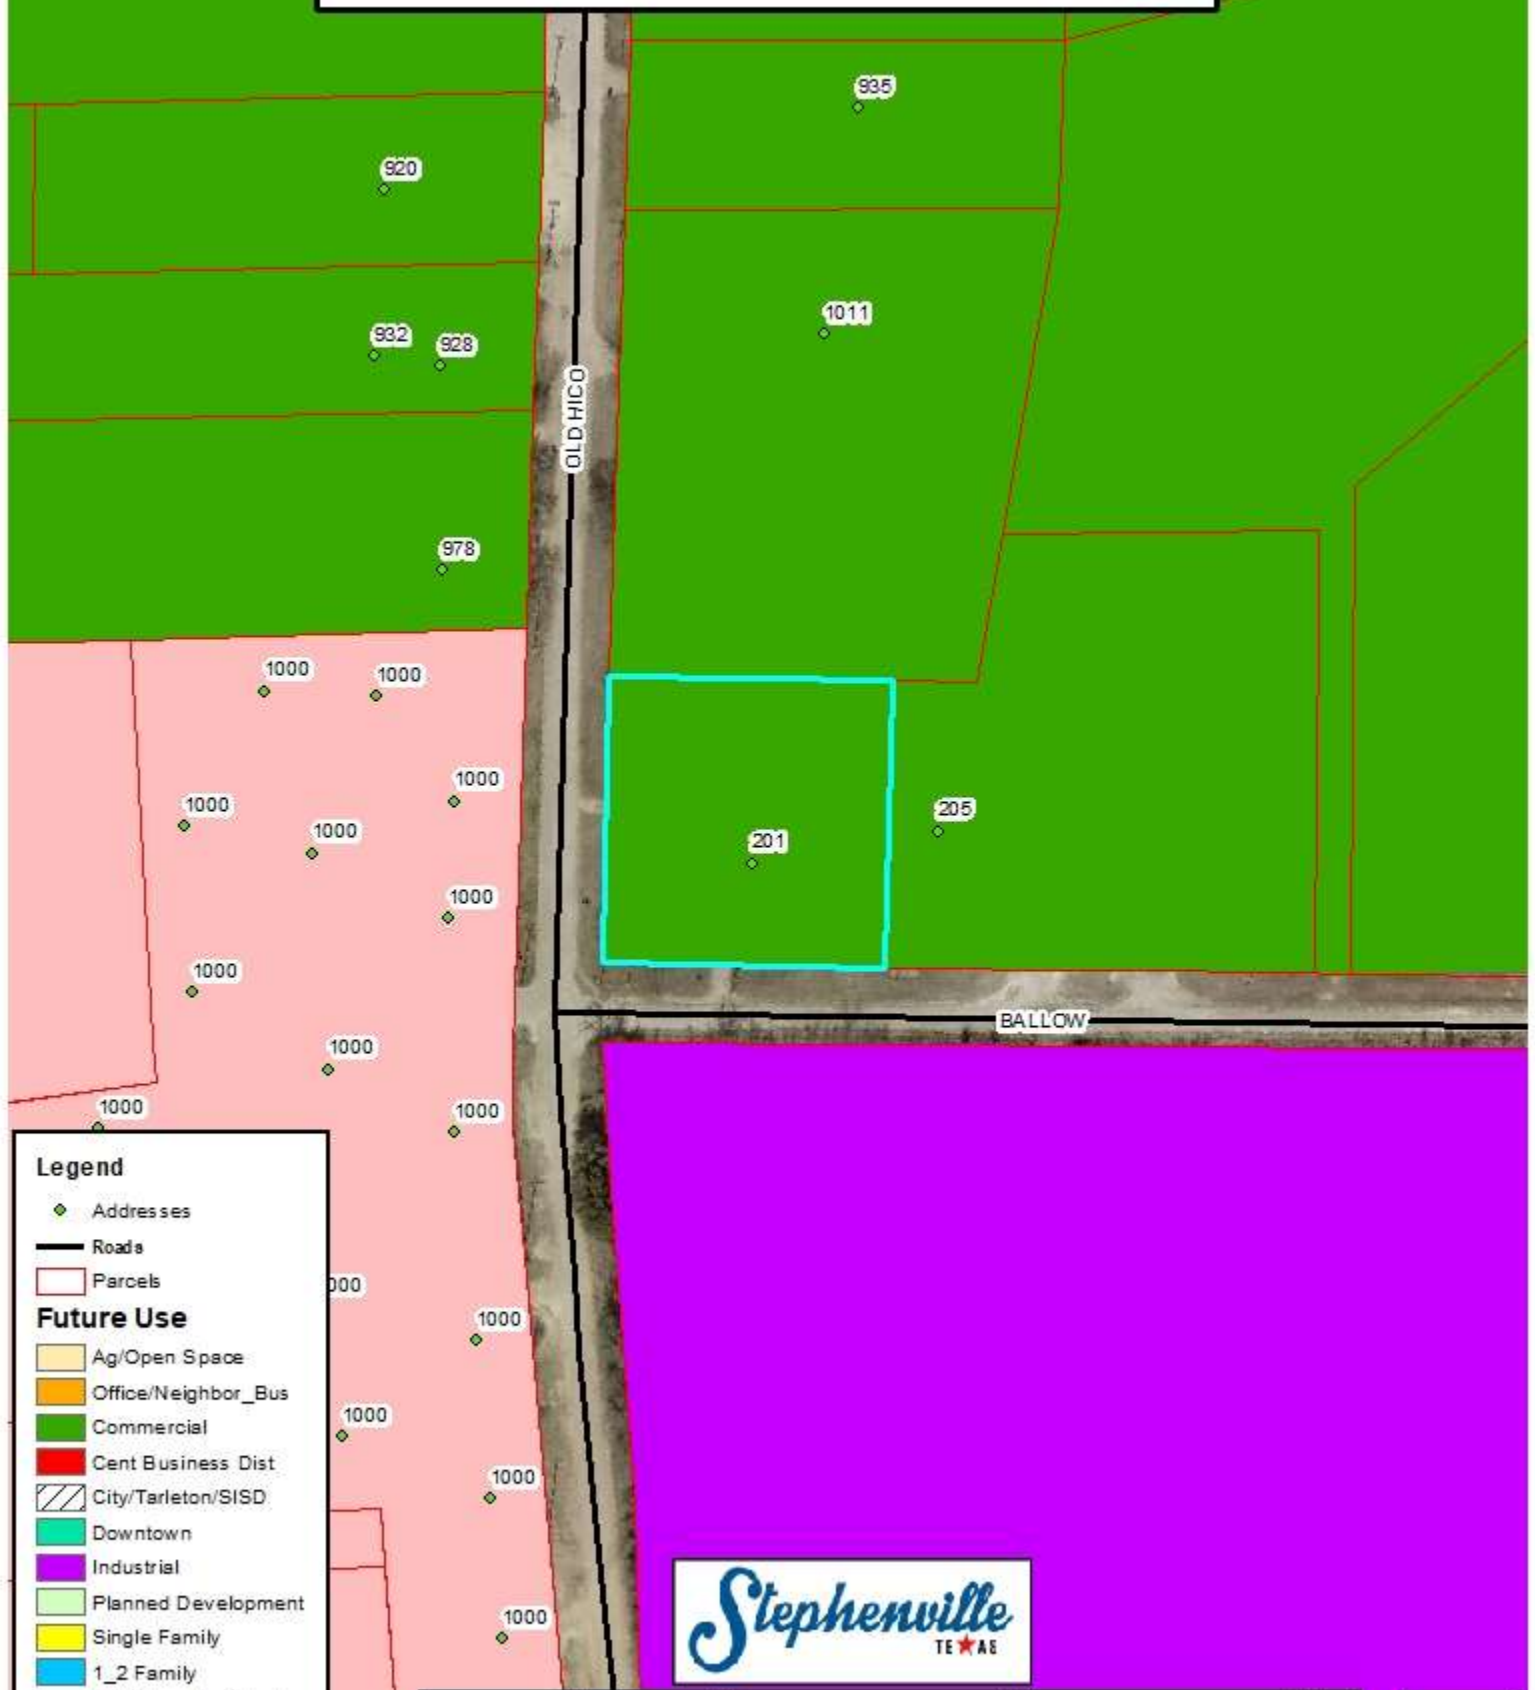 935
920
1011
932
928
OLD HICO
978
1000
1000
1000
1000
1000
201
205
1000
1000
BALLOW
1000
1000
1000
Legend
Addresses
Roads
Parcels
Future Use
Ag/Open Space
Office/Neighbor_Bus
Commercial
Cent Business Dist
City/Tarleton/SISD
Downtown
Industrial
Planned Development
Single Family
1_2 Family
1000
1000
1000
1000
Stephenville
TEXAS